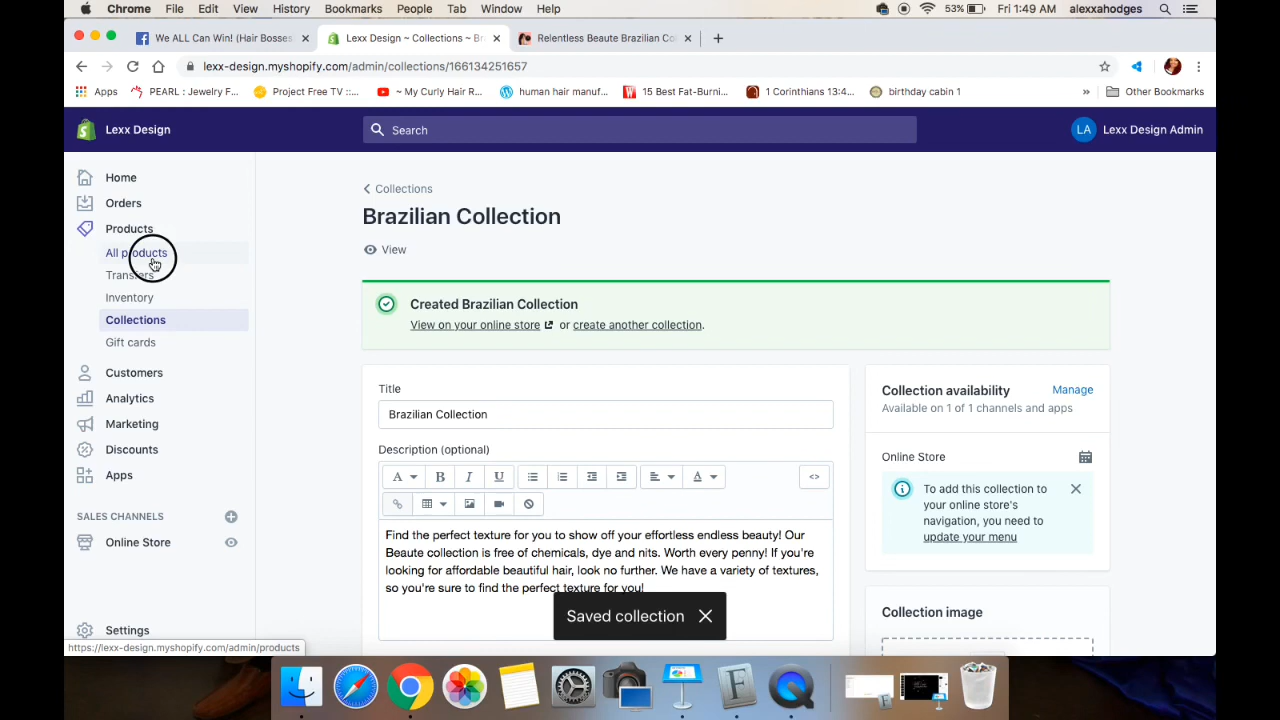 Chrome File Edit View History Bookmarks People Tab Window Help 53% Fri 1:49 AM alexxahodges
We ALL Can Win! (Hair Bosses Lexx Design ~ Collections ~ Br Relentless Beaute Brazilian Co
lexx-design.myshopify.com/admin/collections/166134251657
Apps PEARL : Jewelry F... Project Free TV ::... ~ My Curly Hair R... human hair manuf... 15 Best Fat-Burni... 1 Corinthians 13:4... birthday cabin 1 » Other Bookmarks
Lexx Design Search LA Lexx Design Admin
Home
Orders
Products
All products
Transfers
Inventory
Collections
Gift cards
Customers
Analytics
Marketing
Discounts
Apps
SALES CHANNELS
Online Store
Settings
https://lexx-design.myshopify.com/admin/products
Collections
Brazilian Collection
View
Created Brazilian Collection
View on your online store or create another collection.
Title
Brazilian Collection
Description (optional)
A B I U A <>
Find the perfect texture for you to show off your effortless endless beauty! Our
Beaute collection is free of chemicals, dye and nits. Worth every penny! If you're
looking for affordable beautiful hair, look no further. We have a variety of textures,
so you're sure to find the perfect texture for you!
Saved collection
Collection availability Manage
Available on 1 of 1 channels and apps
Online Store
To add this collection to
your online store's
navigation, you need to
update your menu
Collection image